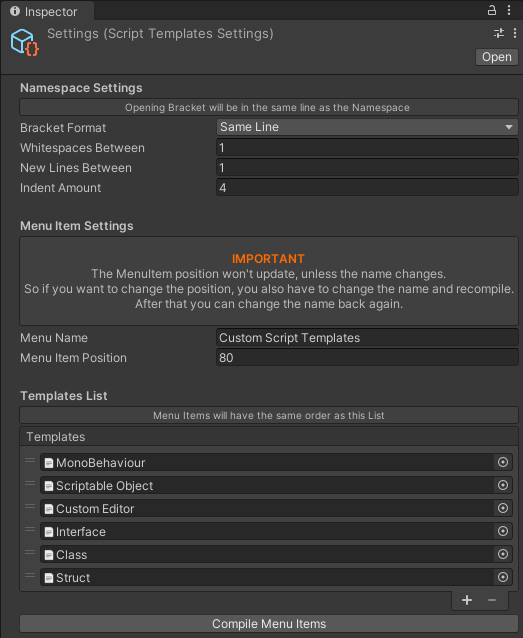 Inspector
Settings (Script Templates Settings)
Open
Namespace Settings
Opening Bracket will be in the same line as the Namespace
Bracket Format Same Line
Whitespaces Between 1
New Lines Between 1
Indent Amount 4
Menu Item Settings
IMPORTANT
The MenuItem position won't update, unless the name changes.
So if you want to change the position, you also have to change the name and recompile.
After that you can change the name back again.
Menu Name Custom Script Templates
Menu Item Position 80
Templates List
Menu Items will have the same order as this List
Templates
MonoBehaviour
Scriptable Object
Custom Editor
Interface
Class
Struct
+ −
Compile Menu Items